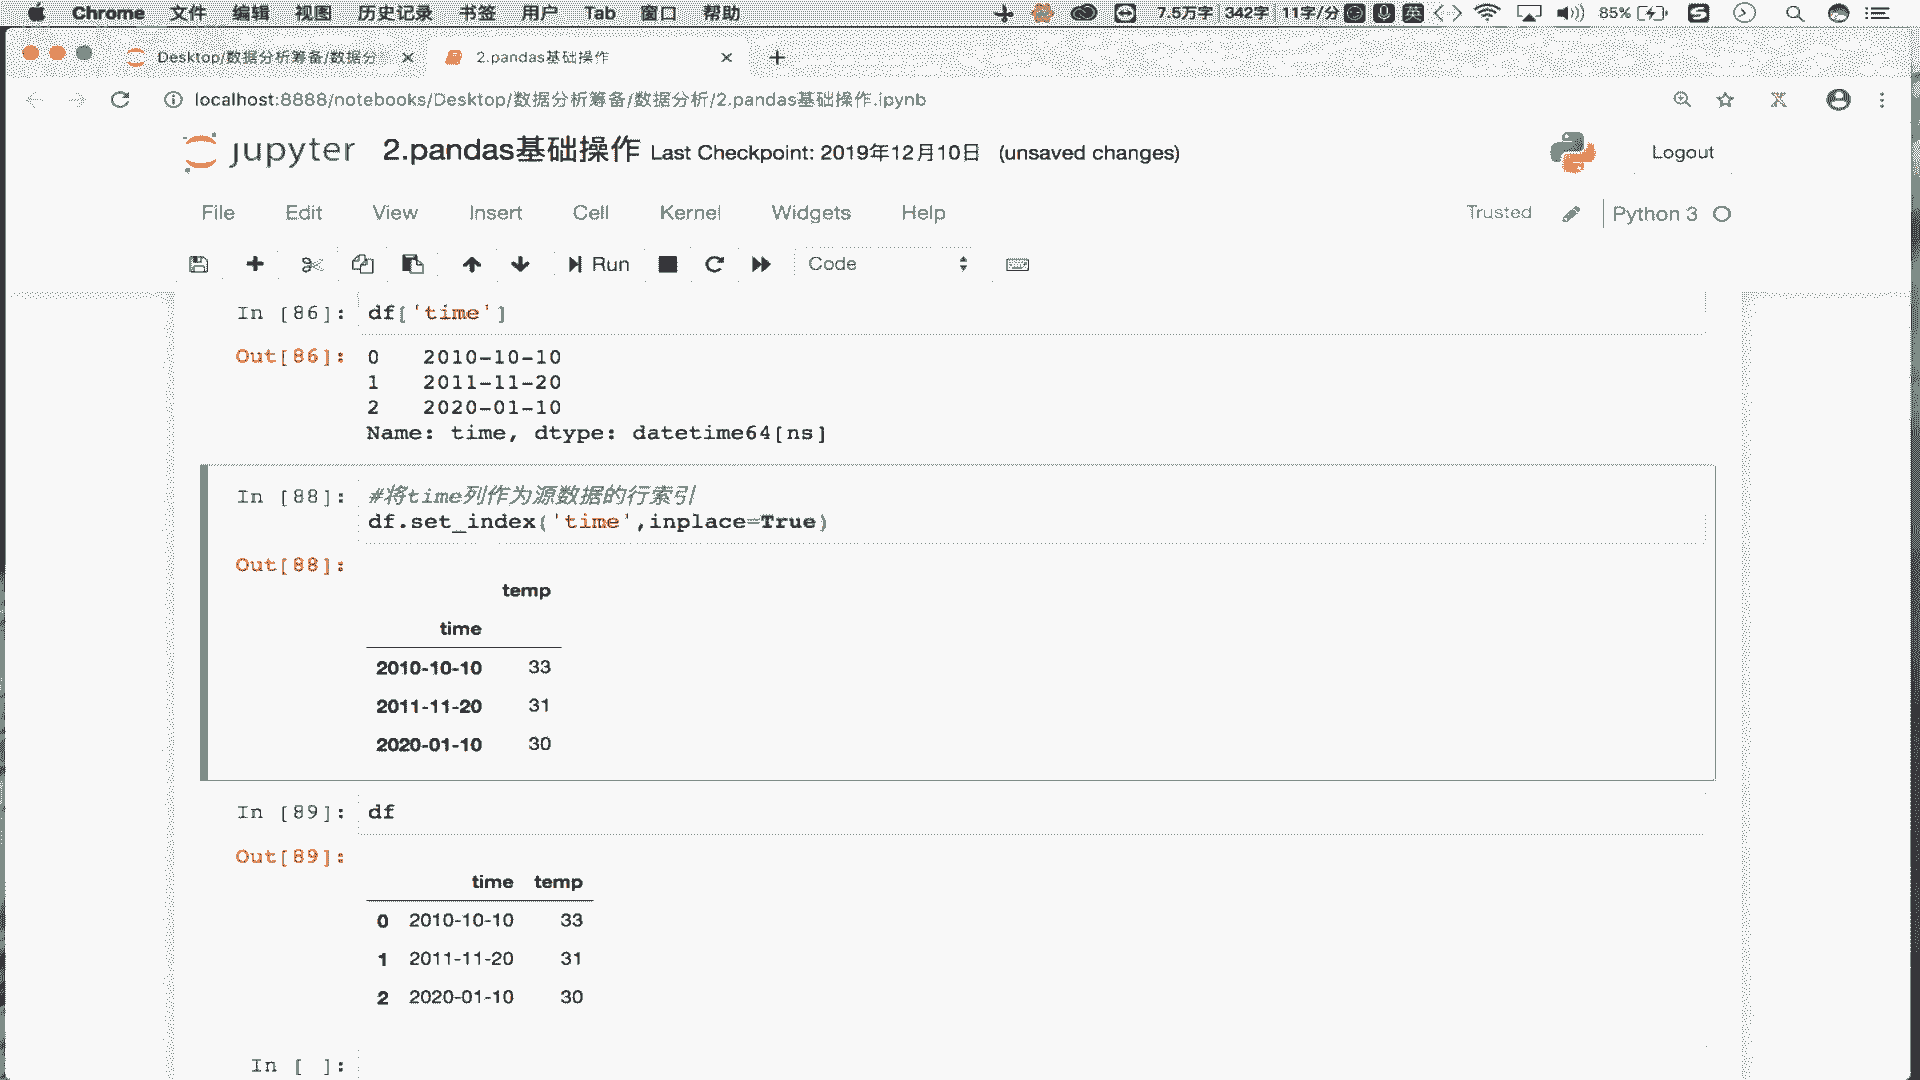 Chrome 文件 编辑 视图 历史记录 书签 用户 Tab 窗口 帮助 7.5万字 342字 11字/分 英 85%
Desktop/数据分析筹备/数据分 2.pandas基础操作
localhost:8888/notebooks/Desktop/数据分析筹备/数据分析/2.pandas基础操作.ipynb
jupyter 2.pandas基础操作 Last Checkpoint: 2019年12月10日 (unsaved changes) Logout
File Edit View Insert Cell Kernel Widgets Help Trusted Python 3
Run Code
In [86]: df['time']
Out[86]: 0 2010-10-10
1 2011-11-20
2 2020-01-10
Name: time, dtype: datetime64[ns]
In [88]: #将time列作为源数据的行索引
df.set_index('time',inplace=True)
Out[88]:
temp
time
2010-10-10 33
2011-11-20 31
2020-01-10 30
In [89]: df
Out[89]:
time temp
0 2010-10-10 33
1 2011-11-20 31
2 2020-01-10 30
In [ ]: